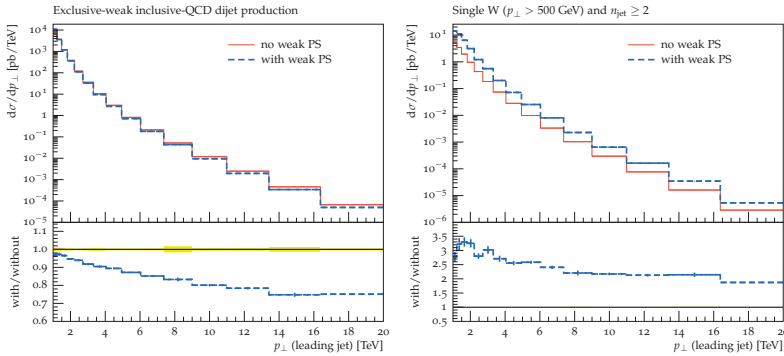 Exclusive-weak inclusive-QCD dijet production
dσ/dp⊥ [pb/TeV]
10^4
10^3
10^2
10^1
1
10^−1
10^−2
10^−3
10^−4
10^−5
no weak PS
with weak PS
with/without
1.1
1.0
0.9
0.8
0.7
0.6
2 4 6 8 10 12 14 16 18 20
p⊥ (leading jet) [TeV]
Single W (p⊥ > 500 GeV) and n_jet ≥ 2
dσ/dp⊥ [pb/TeV]
10^1
1
10^−1
10^−2
10^−3
10^−4
10^−5
10^−6
no weak PS
with weak PS
with/without
3.5
3
2.5
2
1.5
1
0.5
2 4 6 8 10 12 14 16 18 20
p⊥ (leading jet) [TeV]